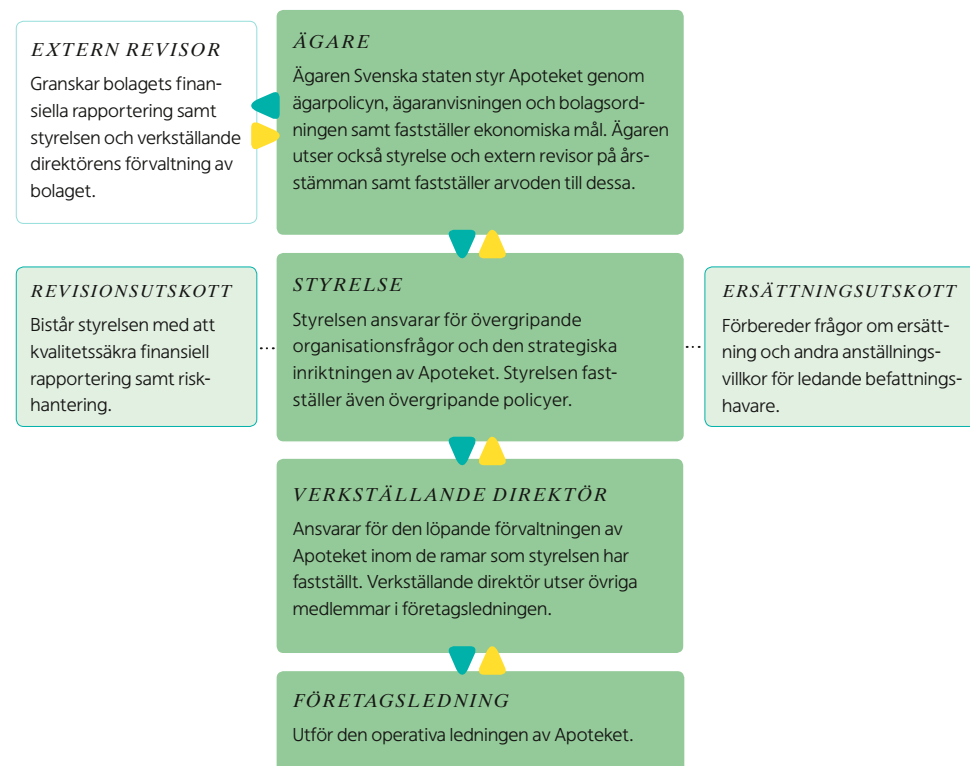 EXTERN REVISOR
Granskar bolagets finan-
siella rapportering samt
styrelsen och verkställande
direktörens förvaltning av
bolaget.
ÄGARE
Ägaren Svenska staten styr Apoteket genom
ägarpolicyn, ägaranvisningen och bolagsord-
ningen samt fastställer ekonomiska mål. Ägaren
utser också styrelse och extern revisor på års-
stämman samt fastställer arvoden till dessa.
REVISIONSUTSKOTT
Bistår styrelsen med att
kvalitetssäkra finansiell
rapportering samt risk-
hantering.
STYRELSE
Styrelsen ansvarar för övergripande
organisationsfrågor och den strategiska
inriktningen av Apoteket. Styrelsen fast-
ställer även övergripande policyer.
ERSÄTTNINGSUTSKOTT
Förbereder frågor om ersätt-
ning och andra anställnings-
villkor för ledande befattnings-
havare.
VERKSTÄLLANDE DIREKTÖR
Ansvarar för den löpande förvaltningen av
Apoteket inom de ramar som styrelsen har
fastställt. Verkställande direktör utser övriga
medlemmar i företagsledningen.
FÖRETAGSLEDNING
Utför den operativa ledningen av Apoteket.